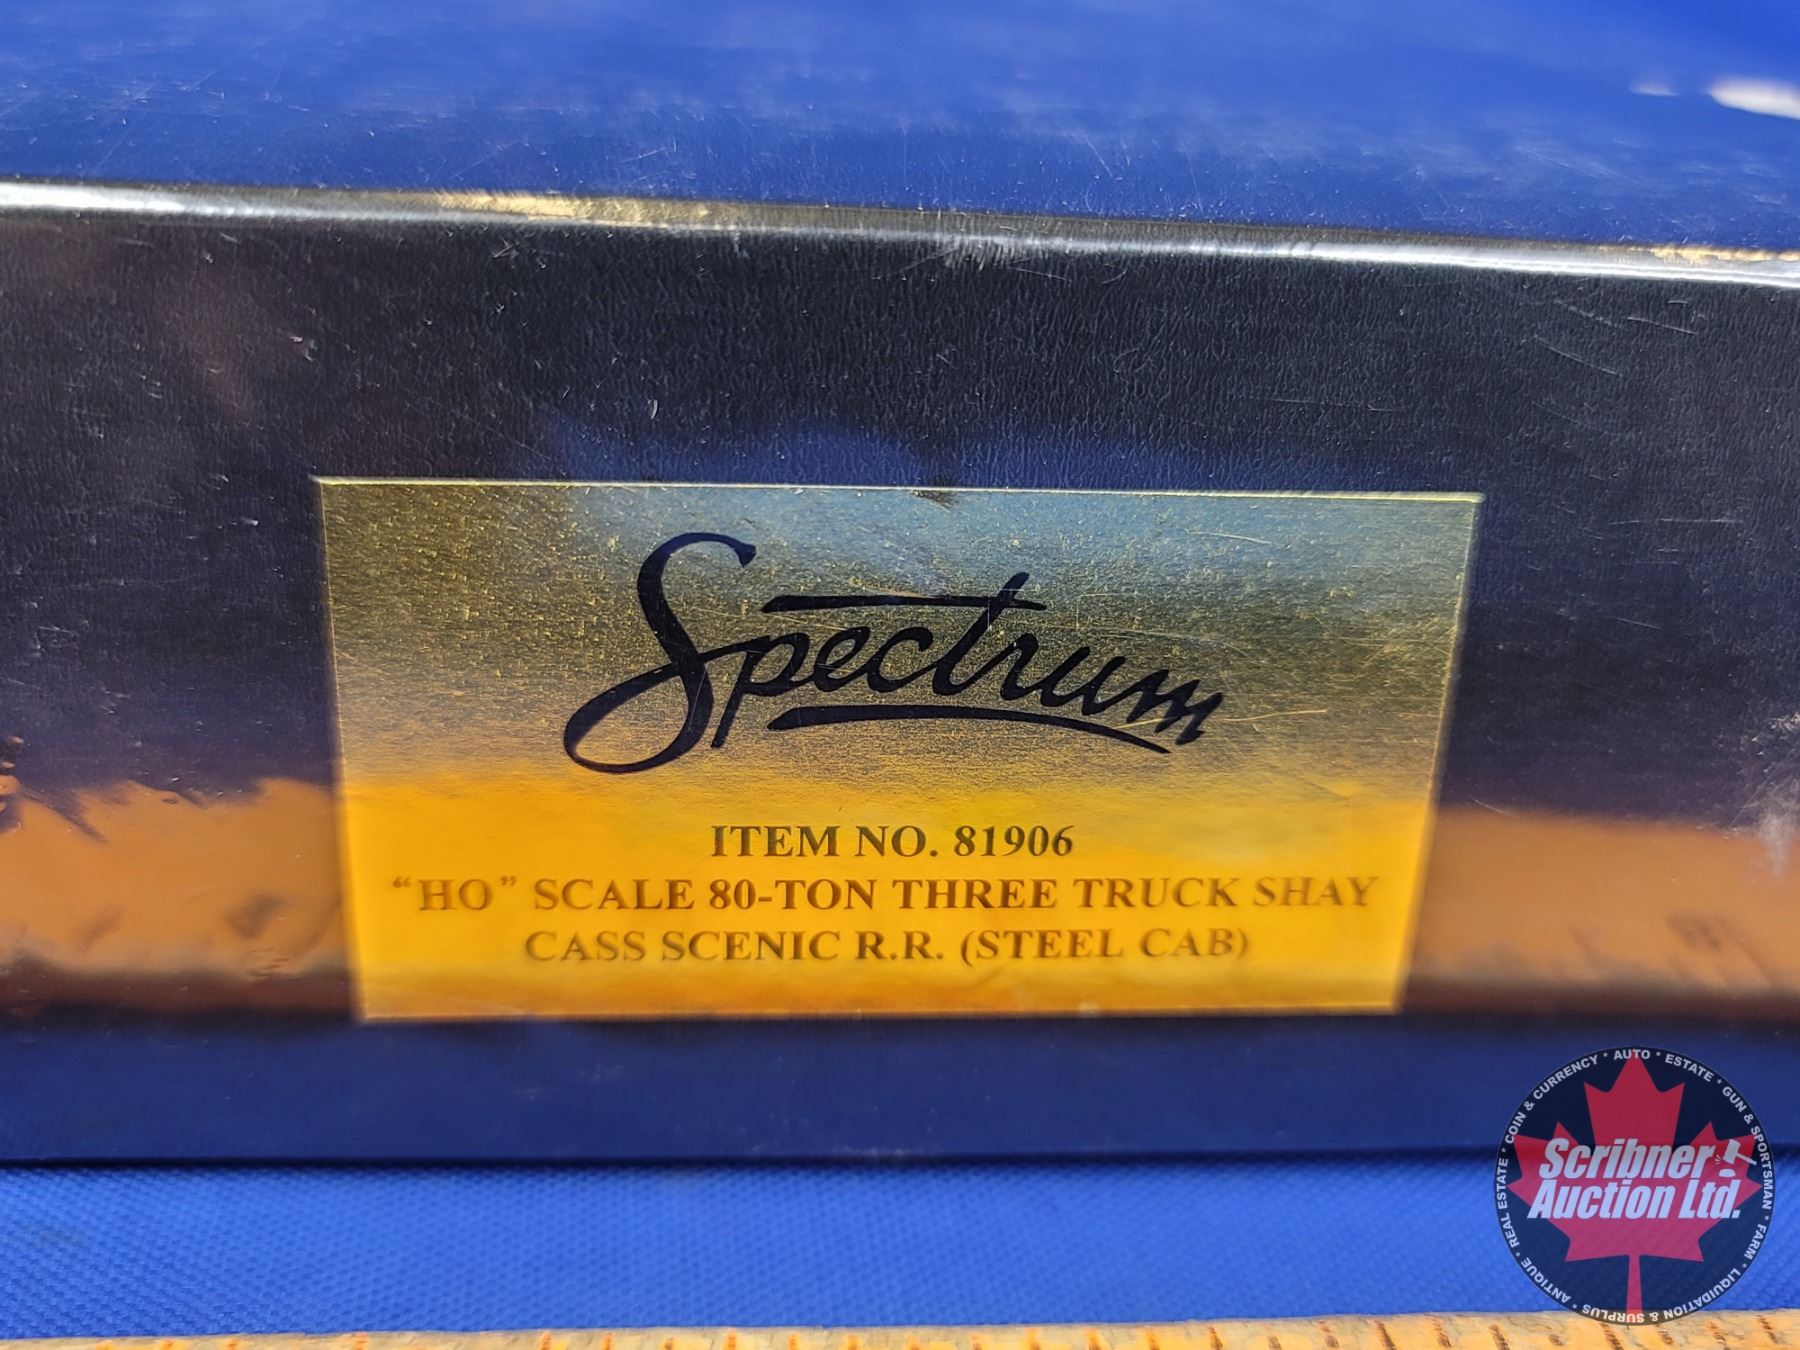 Spectrum
ITEM NO. 81906
"HO" SCALE 80-TON THREE TRUCK SHAY
CASS SCENIC R.R. (STEEL CAB)
Scribner
Auction Ltd.
ANTIQUE * REAL ESTATE * COIN & CURRENCY * AUTO * ESTATE * GUN & SPORTSMAN * FARM * LIQUIDATION & SURPLUS *